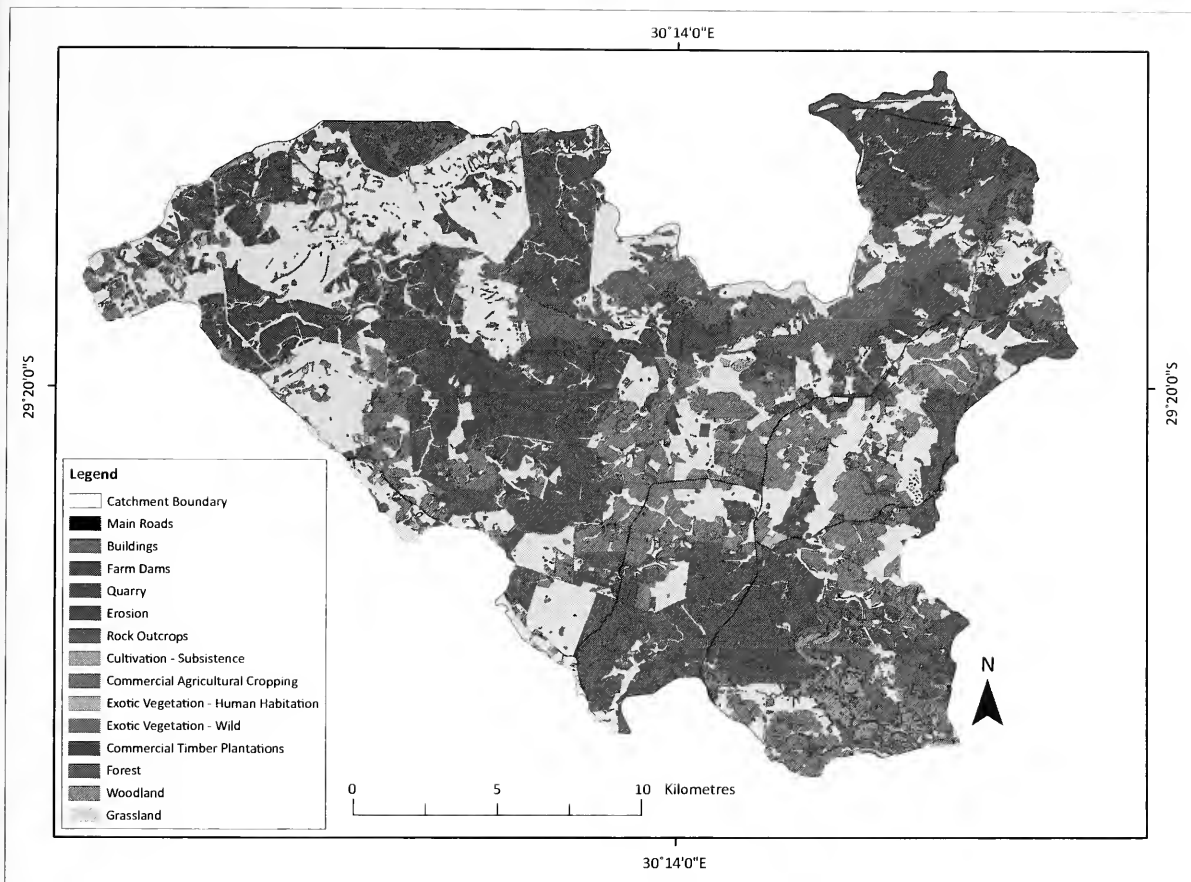 30°14'0"E
29°20'0"S
29°20'0"S
Legend
Catchment Boundary
Main Roads
Buildings
Farm Dams
Quarry
Erosion
Rock Outcrops
Cultivation - Subsistence
Commercial Agricultural Cropping
Exotic Vegetation - Human Habitation
Exotic Vegetation - Wild
Commercial Timber Plantations
Forest
Woodland
Grassland
N
0 5 10 Kilometres
30°14'0"E